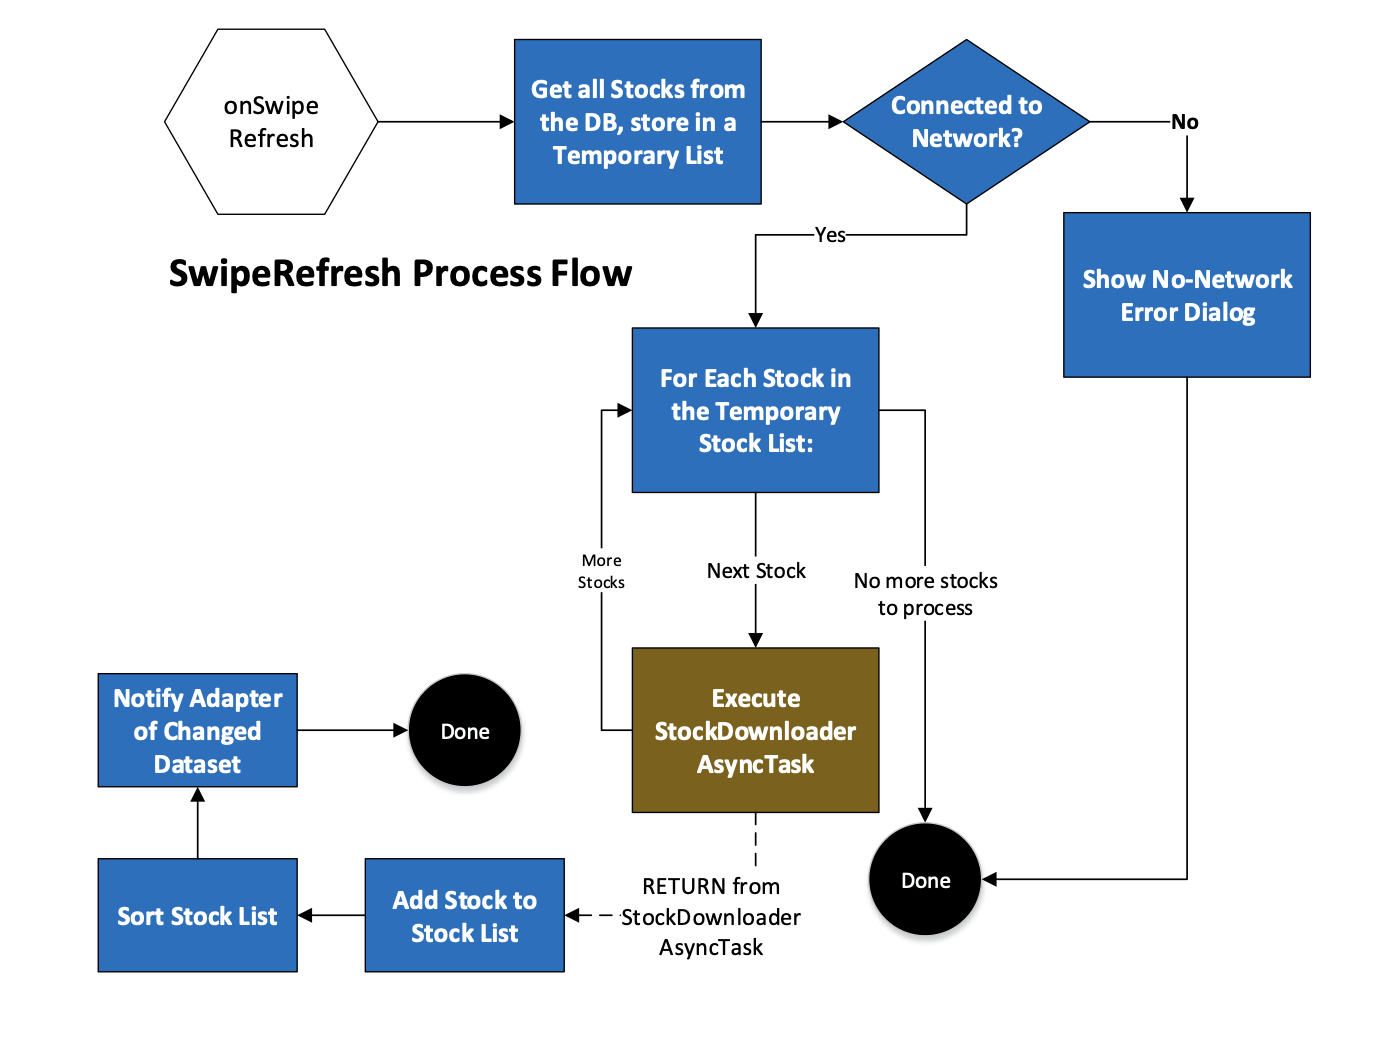 onSwipe
Refresh
Get all Stocks from
the DB, store in a
Temporary List
Connected to
Network?
No
Yes
SwipeRefresh Process Flow
Show No-Network
Error Dialog
For Each Stock in
the Temporary
Stock List:
More
Stocks
Next Stock
No more stocks
to process
Execute
StockDownloader
AsyncTask
Notify Adapter
of Changed
Dataset
Done
RETURN from
StockDownloader
AsyncTask
Done
Add Stock to
Stock List
Sort Stock List